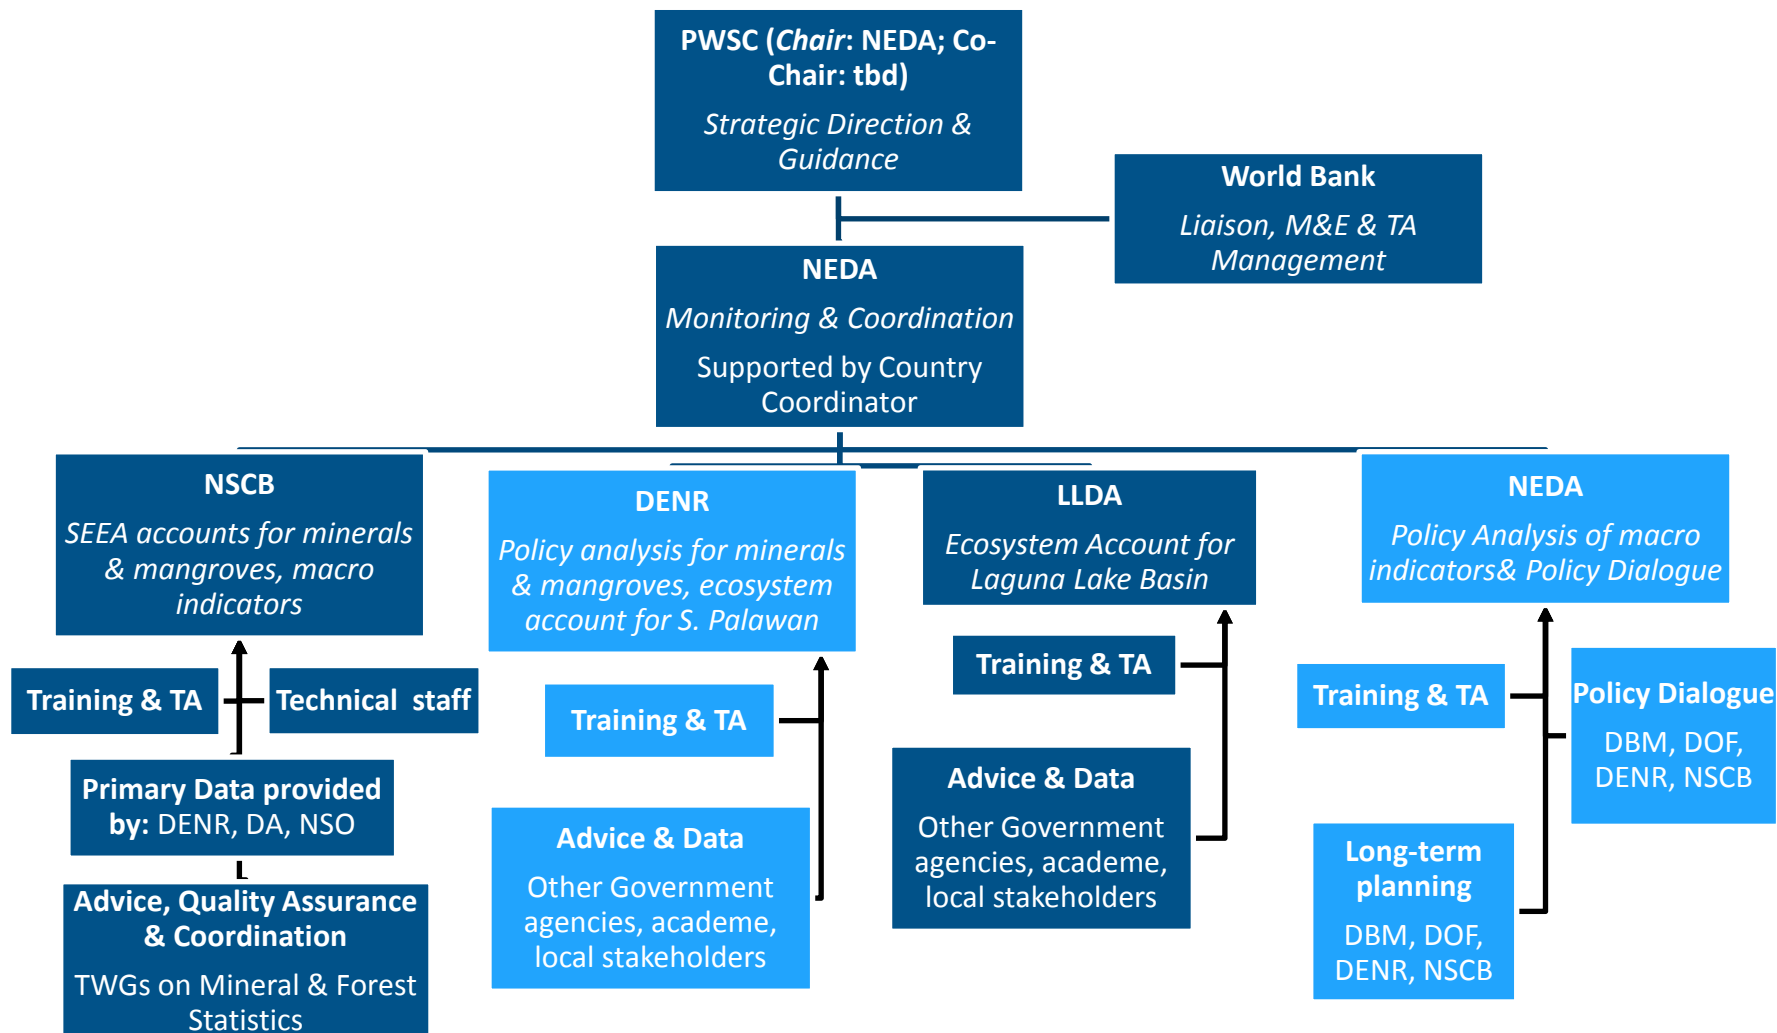 PWSC (Chair: NEDA; Co-
Chair: tbd)
Strategic Direction &
Guidance
World Bank
Liaison, M&E & TA
Management
NEDA
Monitoring & Coordination
Supported by Country
Coordinator
NSCB
SEEA accounts for minerals
& mangroves, macro
indicators
Training & TA
Technical  staff
Primary Data provided
by: DENR, DA, NSO
Advice, Quality Assurance
& Coordination
TWGs on Mineral & Forest
Statistics
DENR
Policy analysis for minerals
& mangroves, ecosystem
account for S. Palawan
Training & TA
Advice & Data
Other Government
agencies, academe,
local stakeholders
LLDA
Ecosystem Account for
Laguna Lake Basin
Training & TA
Advice & Data
Other Government
agencies, academe,
local stakeholders
NEDA
Policy Analysis of macro
indicators& Policy Dialogue
Training & TA
Policy Dialogue
DBM, DOF,
DENR, NSCB
Long-term
planning
DBM, DOF,
DENR, NSCB